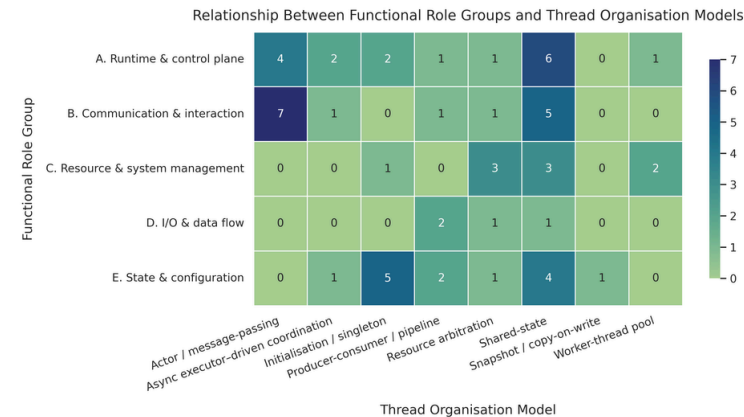 Relationship Between Functional Role Groups and Thread Organisation Models
Functional Role Group
A. Runtime & control plane 4 2 2 1 1 6 0 1
B. Communication & interaction 7 1 0 1 1 5 0 0
C. Resource & system management 0 0 1 0 3 3 0 2
D. I/O & data flow 0 0 0 2 1 1 0 0
E. State & configuration 0 1 5 2 1 4 1 0
Actor / message-passing
Async executor–driven coordination
Initialisation / singleton
Producer-consumer / pipeline
Resource arbitration
Shared-state
Snapshot / copy-on-write
Worker-thread pool
Thread Organisation Model
7
6
5
4
3
2
1
0